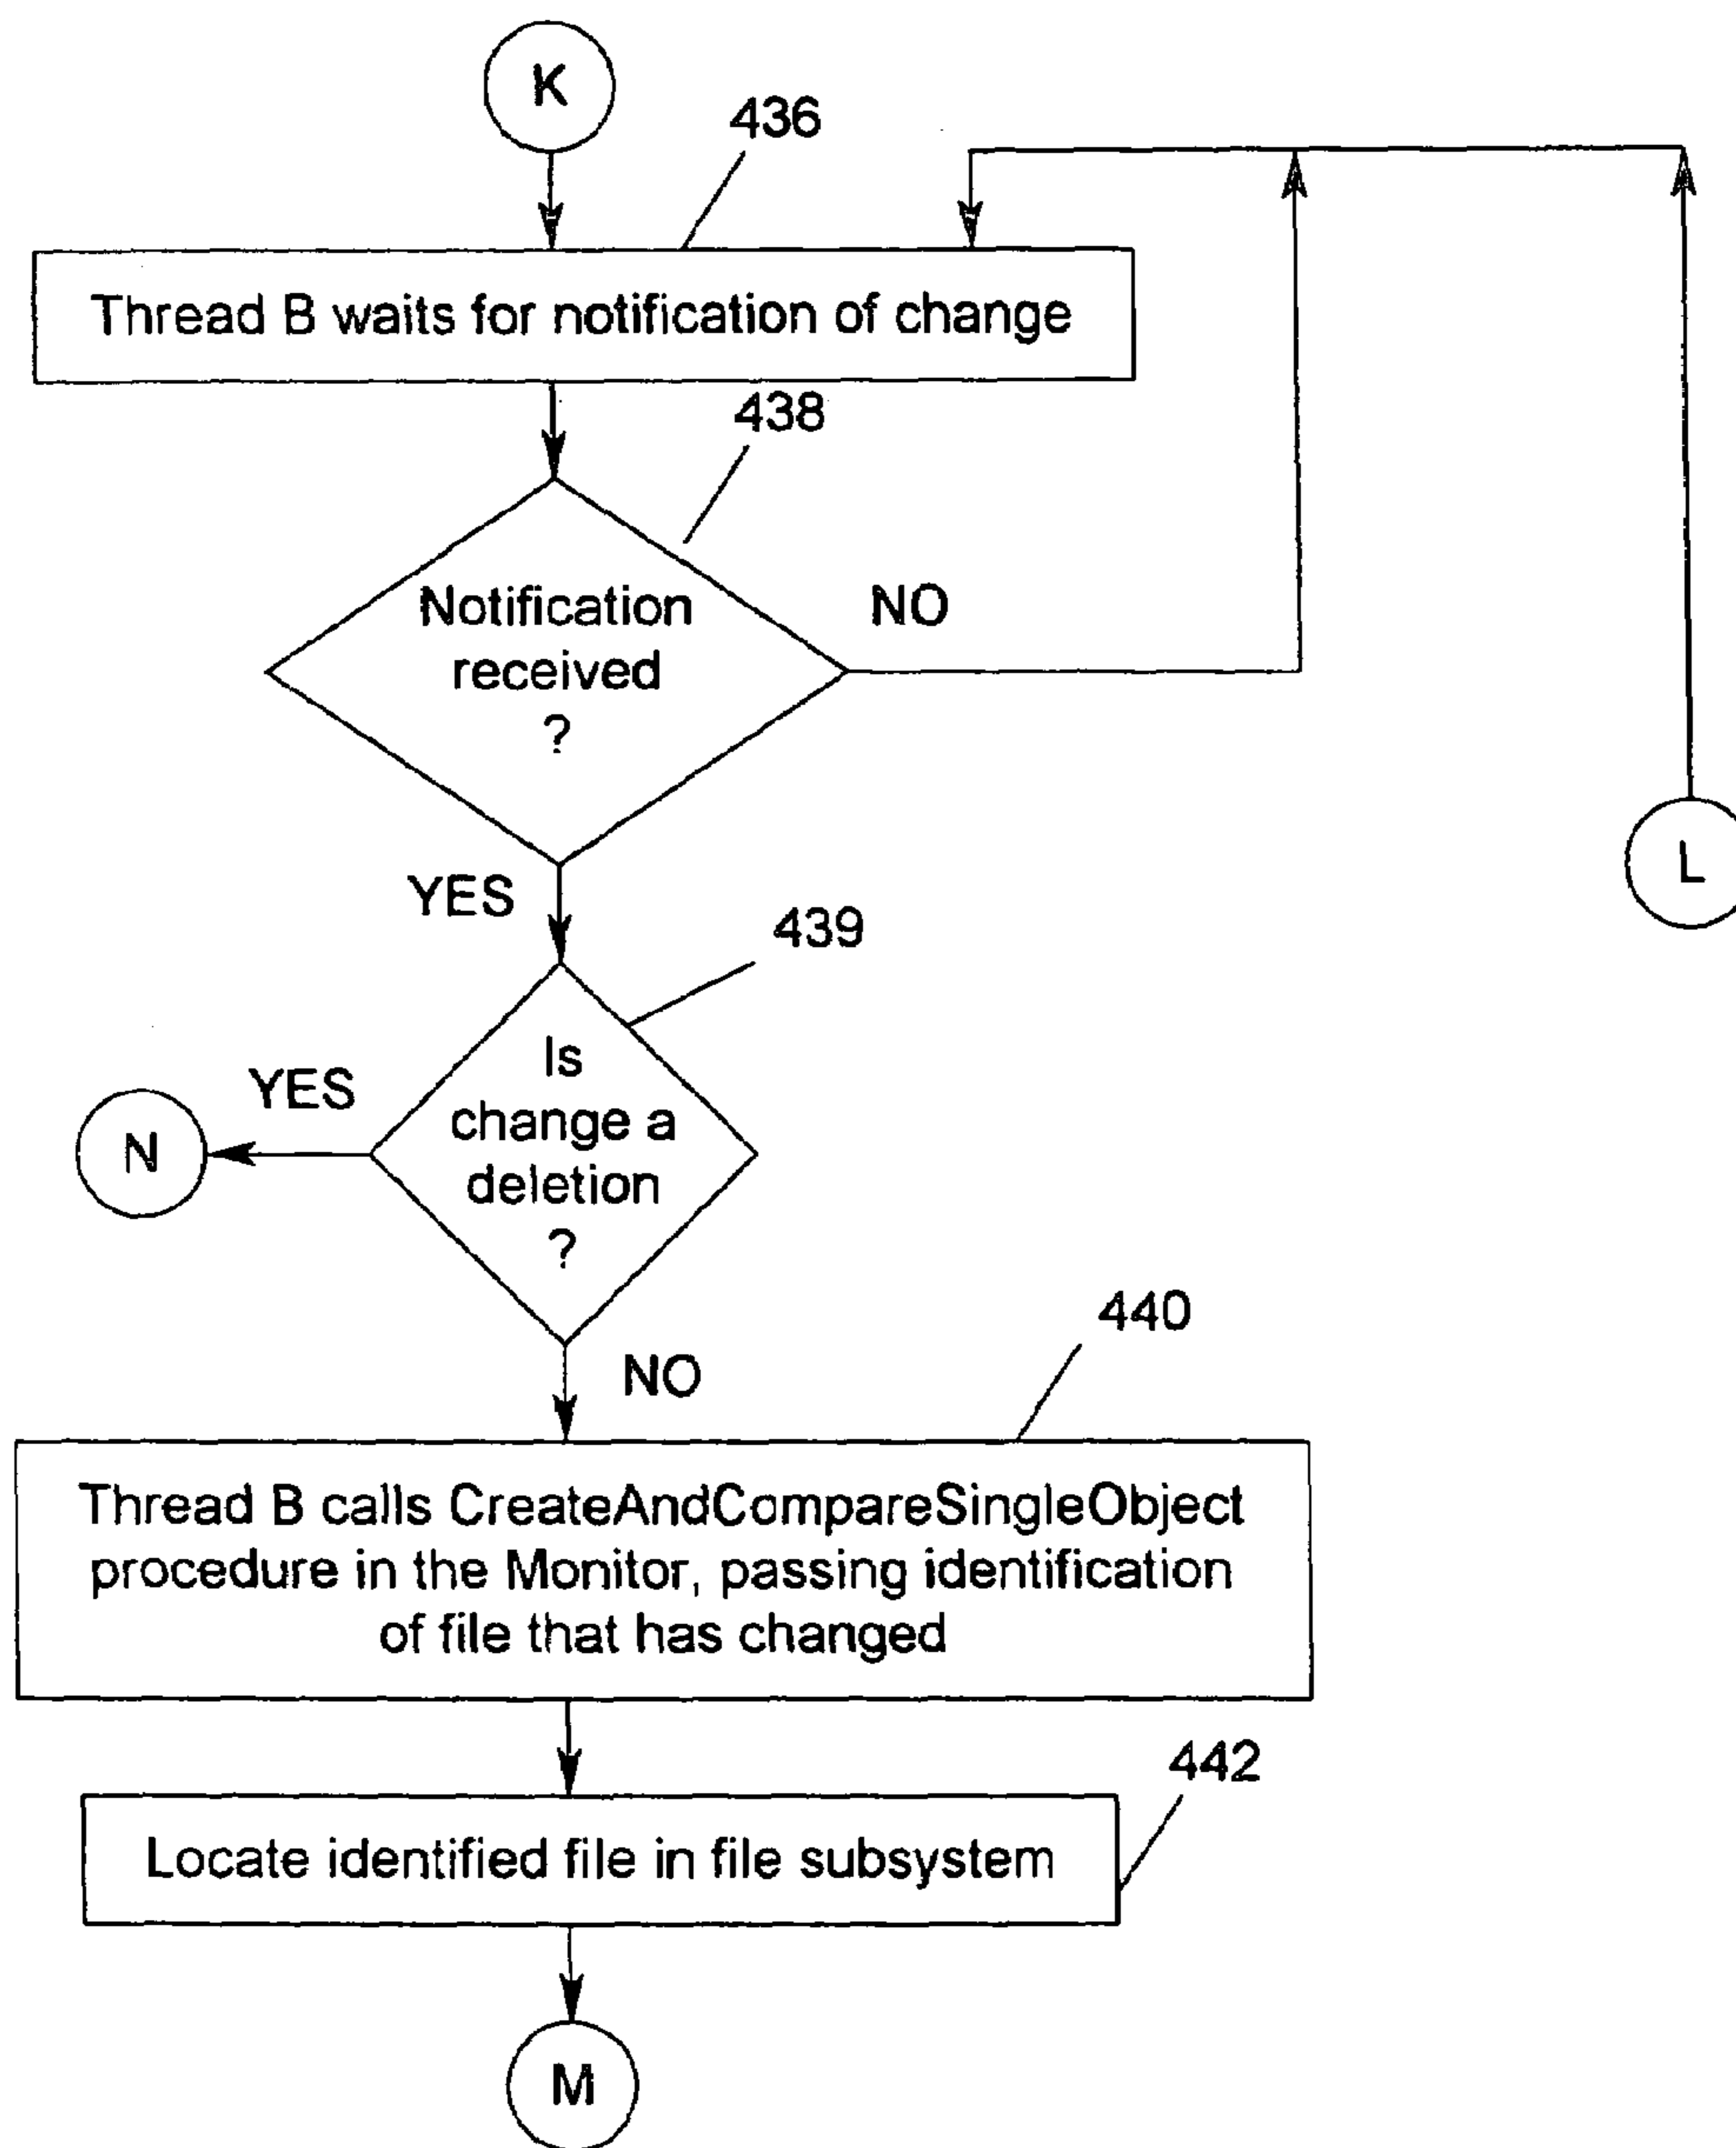 K
436
Thread B waits for notification of change
438
Notification
received
?
NO
L
YES
439
Is
change a
deletion
?
YES
N
NO
440
Thread B calls CreateAndCompareSingleObject
procedure in the Monitor, passing identification
of file that has changed
442
Locate identified file in file subsystem
M